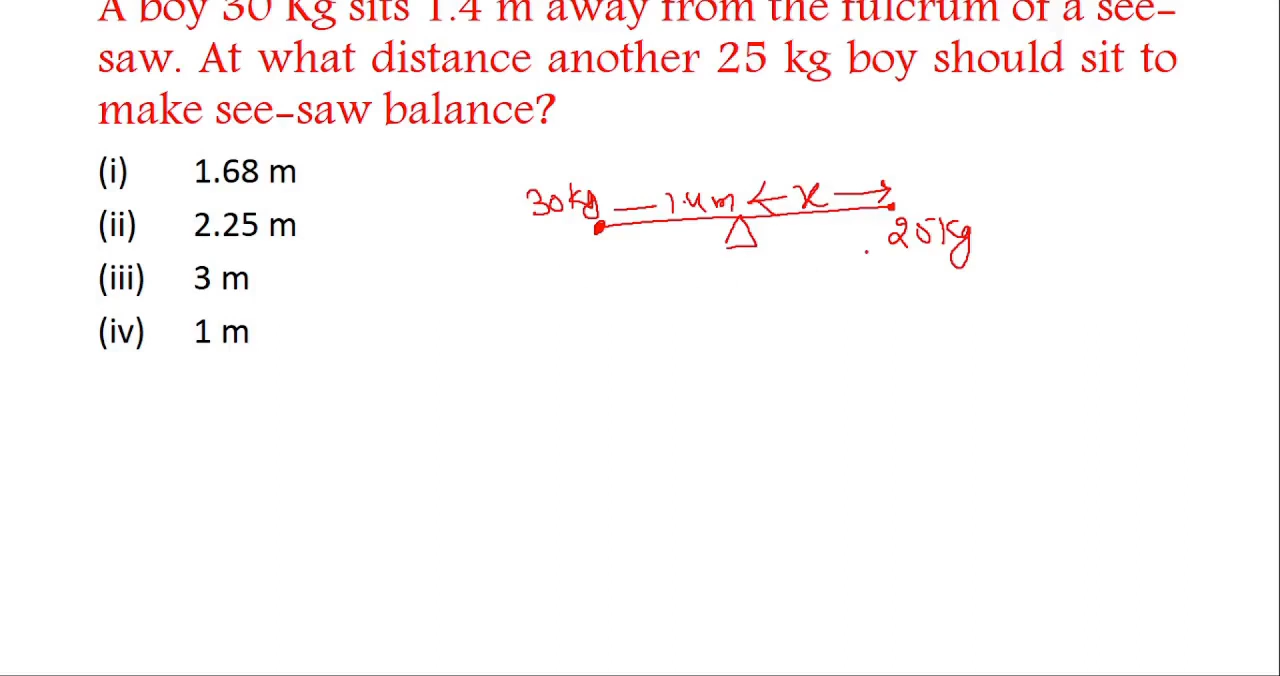 A boy 30 Kg sits 1.4 m away from the fulcrum of a see-
saw. At what distance another 25 kg boy should sit to
make see-saw balance?
(i) 1.68 m
(ii) 2.25 m
(iii) 3 m
(iv) 1 m
30kg 1.4m x
25kg